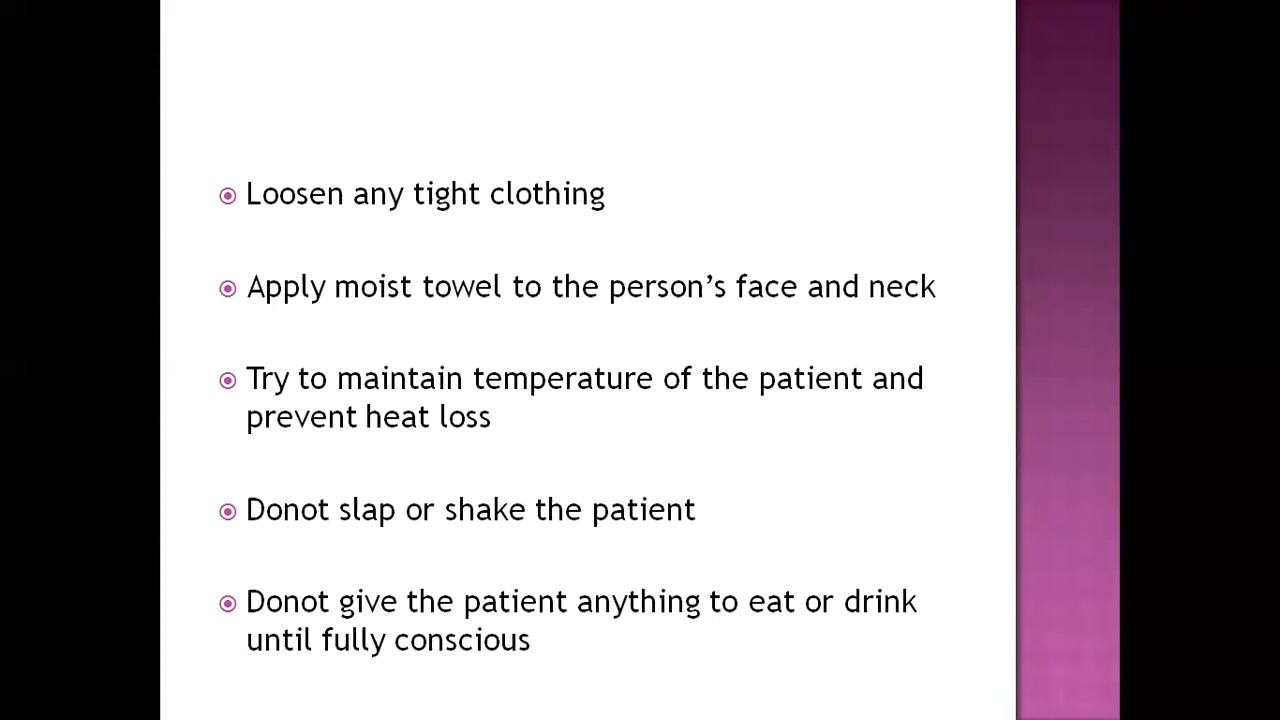 Loosen any tight clothing
Apply moist towel to the person’s face and neck
Try to maintain temperature of the patient and
prevent heat loss
Donot slap or shake the patient
Donot give the patient anything to eat or drink
until fully conscious